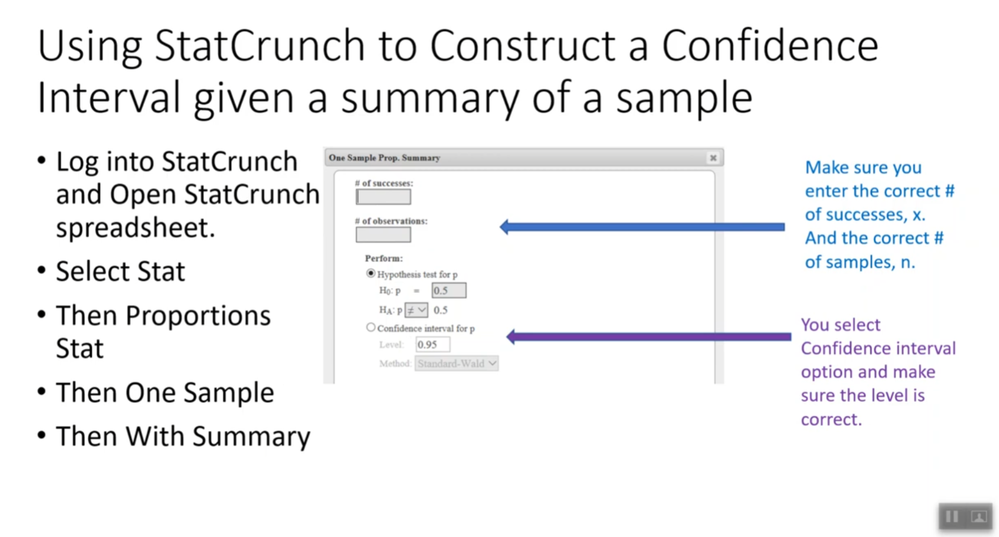 Using StatCrunch to Construct a Confidence
Interval given a summary of a sample
• Log into StatCrunch
and Open StatCrunch
spreadsheet.
• Select Stat
• Then Proportions
Stat
• Then One Sample
• Then With Summary
One Sample Prop. Summary
# of successes:
# of observations:
Perform:
Hypothesis test for p
H0: p = 0.5
HA: p ≠ 0.5
Confidence interval for p
Level: 0.95
Method: Standard-Wald
Make sure you
enter the correct #
of successes, x.
And the correct #
of samples, n.
You select
Confidence interval
option and make
sure the level is
correct.